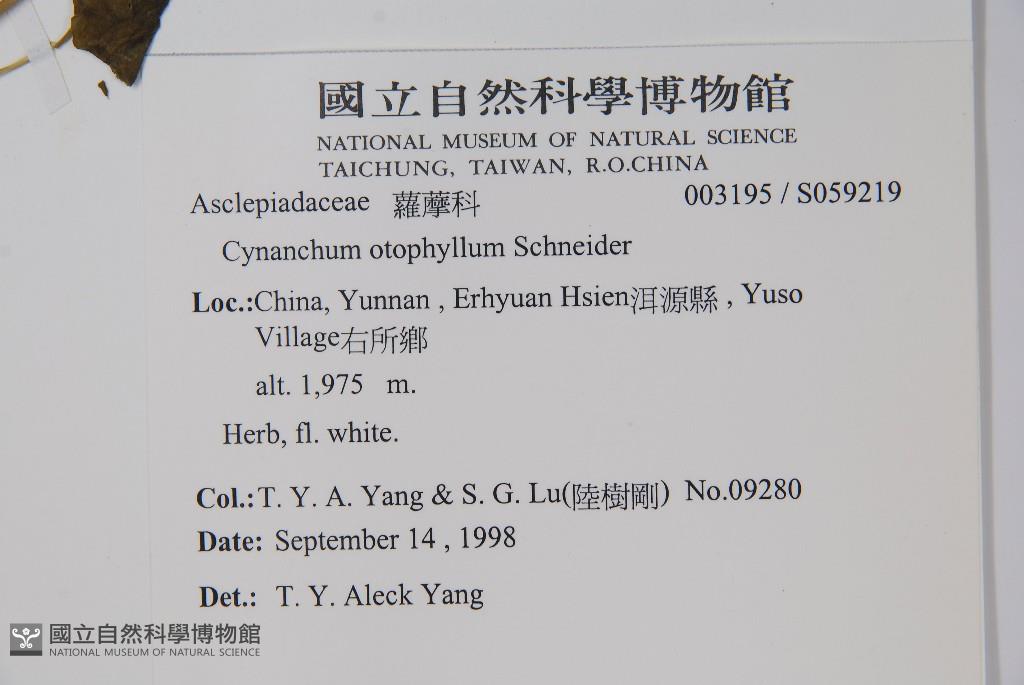 國立自然科學博物館
NATIONAL MUSEUM OF NATURAL SCIENCE
TAICHUNG, TAIWAN, R.O.CHINA
Asclepiadaceae 蘿藦科 003195 / S059219
Cynanchum otophyllum Schneider
Loc.:China, Yunnan , Erhyuan Hsien洱源縣 , Yuso
Village右所鄉
alt. 1,975 m.
Herb, fl. white.
Col.:T. Y. A. Yang & S. G. Lu(陸樹剛) No.09280
Date: September 14 , 1998
Det.: T. Y. Aleck Yang
國立自然科學博物館
NATIONAL MUSEUM OF NATURAL SCIENCE